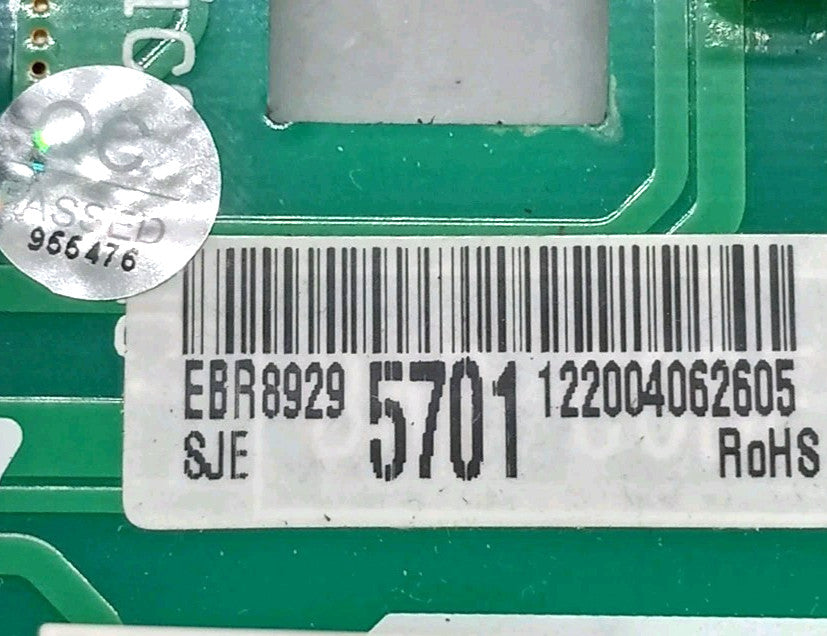 QC
PASSED
966476
EBR8929 5701 122004062605
SJE RoHS